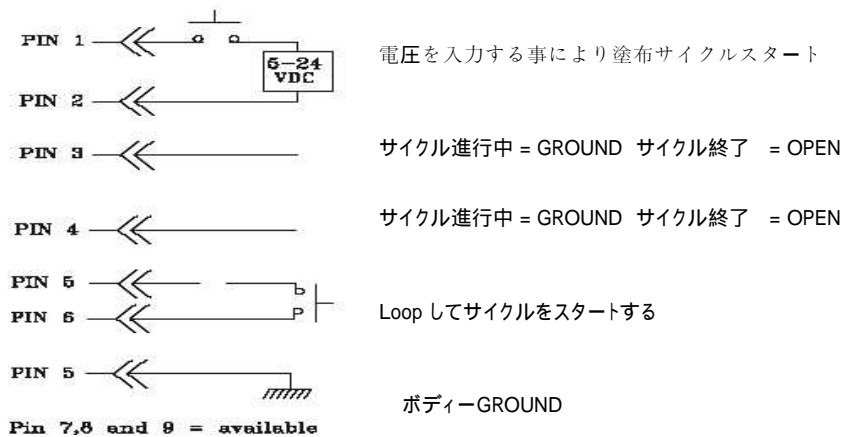 PIN 1
5-24
VDC
電圧を入力する事により塗布サイクルスタート
PIN 2
PIN 3 サイクル進行中 = GROUND サイクル終了 = OPEN
PIN 4 サイクル進行中 = GROUND サイクル終了 = OPEN
PIN 5
PIN 6
Loop してサイクルをスタートする
PIN 5
ボディーGROUND
Pin 7,8 and 9 = available